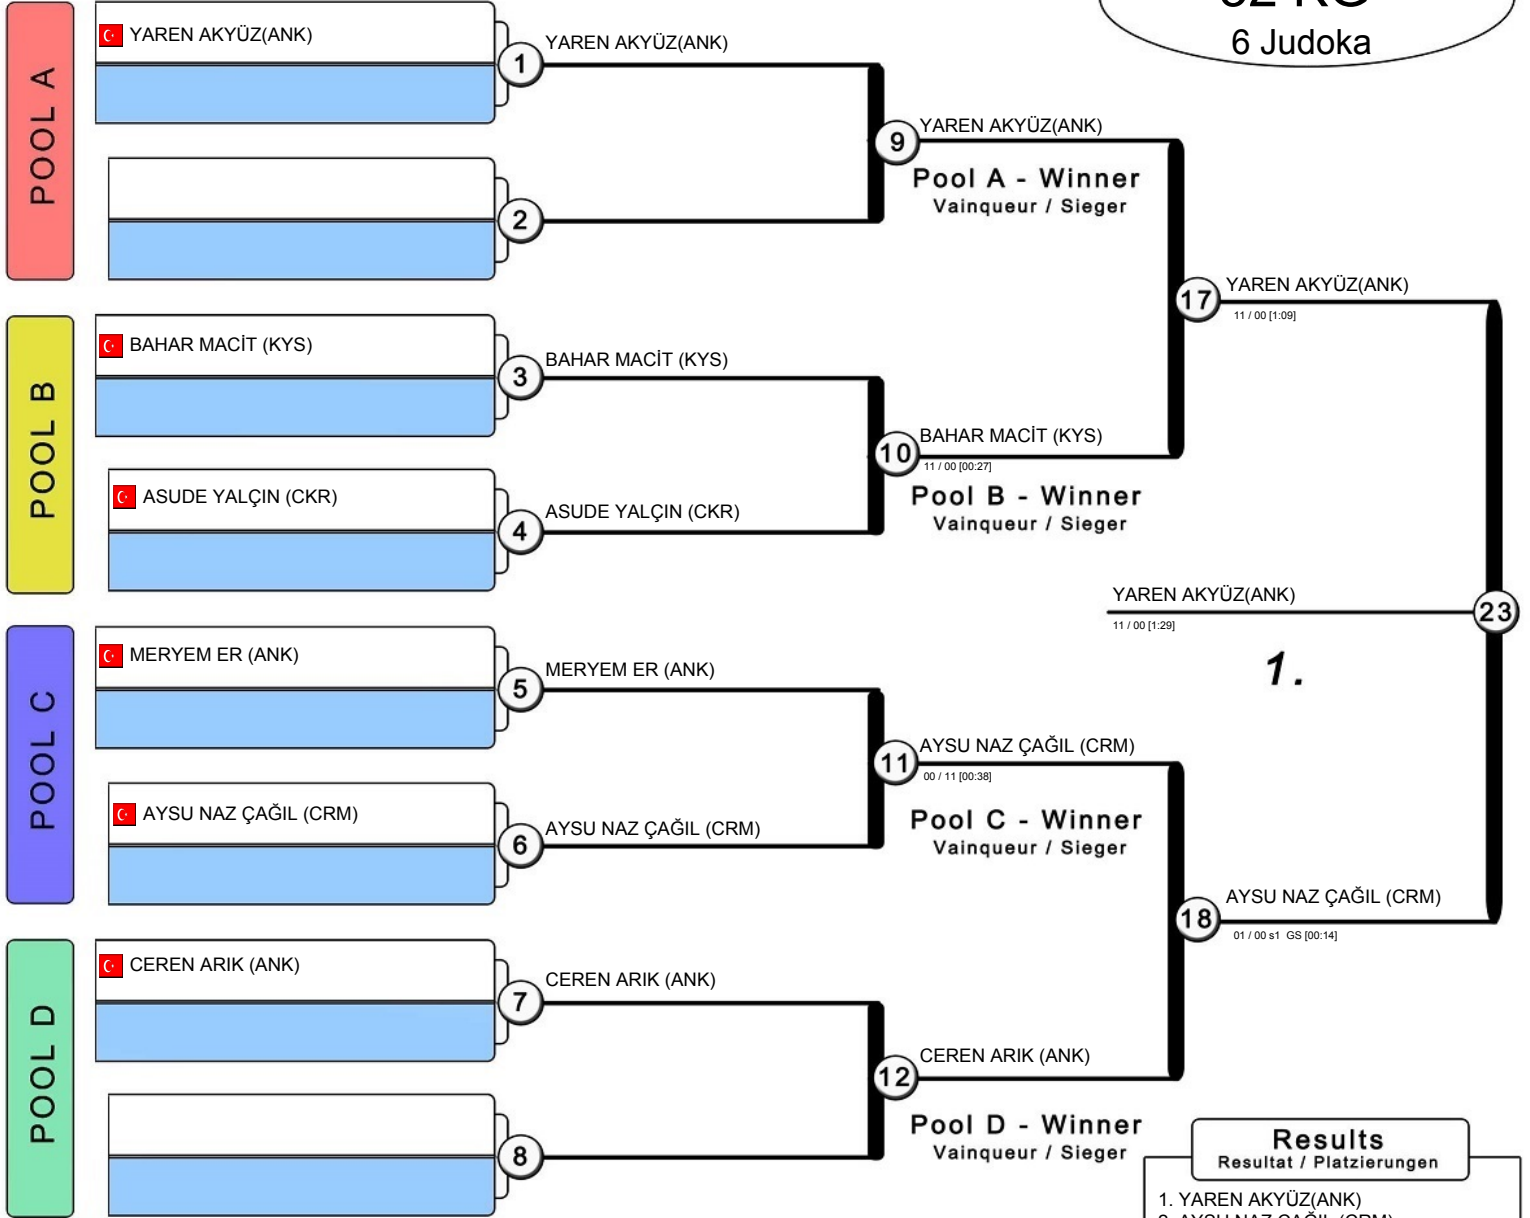 6 Judoka
POOL A
YAREN AKYÜZ(ANK)
1
YAREN AKYÜZ(ANK)
2
9
YAREN AKYÜZ(ANK)
Pool A - Winner
Vainqueur / Sieger
17
YAREN AKYÜZ(ANK)
11 / 00 [1:09]
POOL B
BAHAR MACİT (KYS)
3
BAHAR MACİT (KYS)
ASUDE YALÇIN (CKR)
4
ASUDE YALÇIN (CKR)
10
BAHAR MACİT (KYS)
11 / 00 [00:27]
Pool B - Winner
Vainqueur / Sieger
YAREN AKYÜZ(ANK)
23
11 / 00 [1:29]
1.
POOL C
MERYEM ER (ANK)
5
MERYEM ER (ANK)
AYSU NAZ ÇAĞIL (CRM)
6
AYSU NAZ ÇAĞIL (CRM)
11
AYSU NAZ ÇAĞIL (CRM)
00 / 11 [00:38]
Pool C - Winner
Vainqueur / Sieger
18
AYSU NAZ ÇAĞIL (CRM)
01 / 00 s1 GS [00:14]
POOL D
CEREN ARIK (ANK)
7
CEREN ARIK (ANK)
8
12
CEREN ARIK (ANK)
Pool D - Winner
Vainqueur / Sieger
Results
Resultat / Platzierungen
1. YAREN AKYÜZ(ANK)
2. AYSU NAZ ÇAĞIL (CRM)